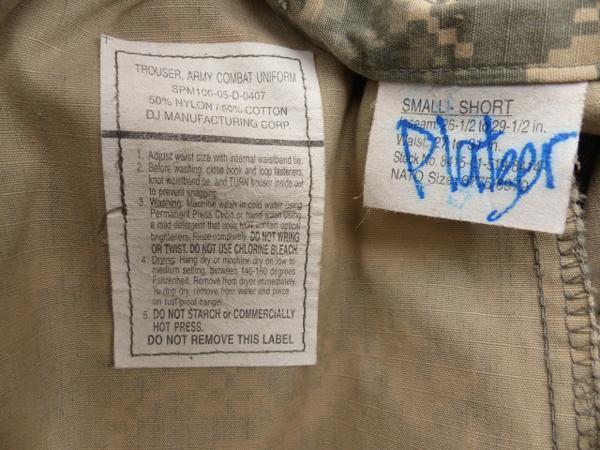 TROUSER, ARMY COMBAT UNIFORM
SPM100-05-D-0407
50% NYLON / 50% COTTON
DJ MANUFACTURING CORP.
1. Adjust waist size with internal waistband tie.
2. Before washing, close hook and loop fasteners,
knot waistband tie, and TURN trouser inside out
to prevent snagging.
3. Washing: Machine wash in cold water using
Permanent Press Cycle or hand wash using
a mild detergent that does NOT contain optical
brighteners. Rinse completely. DO NOT WRING
OR TWIST. DO NOT USE CHLORINE BLEACH.
4. Drying: Hang dry or machine dry on low to
medium setting, between 140-160 degrees
Fahrenheit. Remove from dryer immediately.
To drip dry, remove from water and place
on rust-proof hanger.
5. DO NOT STARCH or COMMERCIALLY
HOT PRESS.
DO NOT REMOVE THIS LABEL
SMALL - SHORT
to 29-1/2 in.
Waist: 27 to in.
Stock No. 8415-01-
NATO Size: